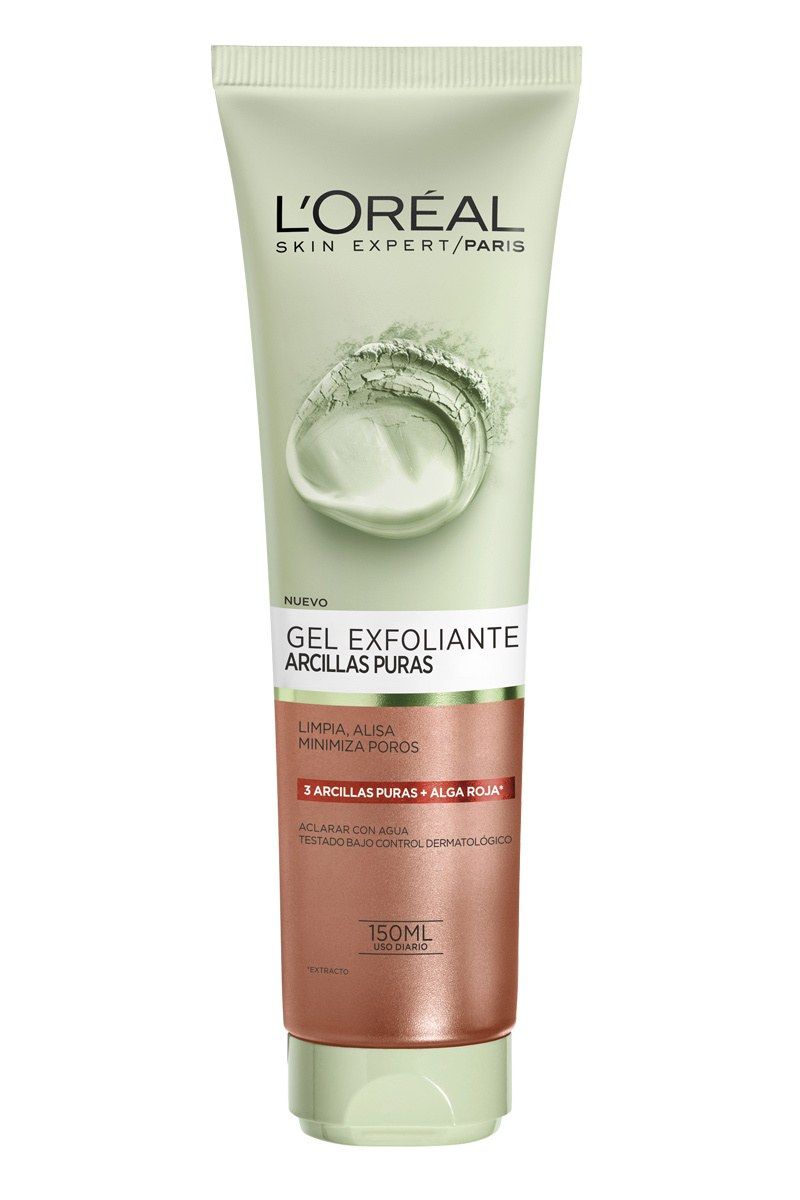 L'ORÉAL
SKIN EXPERT/PARIS
NUEVO
GEL EXFOLIANTE
ARCILLAS PURAS
LIMPIA, ALISA
MINIMIZA POROS
3 ARCILLAS PURAS + ALGA ROJA*
ACLARAR CON AGUA
TESTADO BAJO CONTROL DERMATOLÓGICO
150ML
USO DIARIO
*EXTRACTO